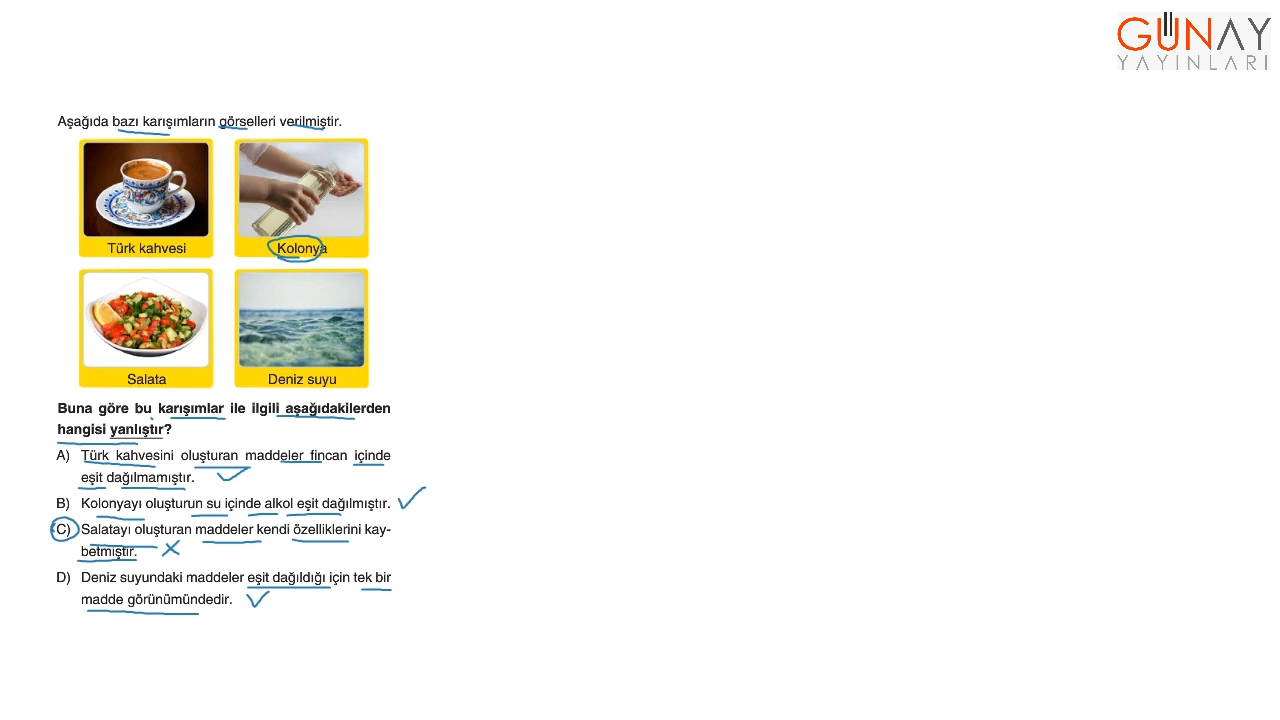 GÜNAY
YAYINLARI
Aşağıda bazı karışımların görselleri verilmiştir.
Türk kahvesi
Kolonya
Salata
Deniz suyu
Buna göre bu karışımlar ile ilgili aşağıdakilerden
hangisi yanlıştır?
A) Türk kahvesini oluşturan maddeler fincan içinde
eşit dağılmamıştır.
B) Kolonyayı oluşturun su içinde alkol eşit dağılmıştır.
C) Salatayı oluşturan maddeler kendi özelliklerini kay-
betmiştir.
D) Deniz suyundaki maddeler eşit dağıldığı için tek bir
madde görünümündedir.